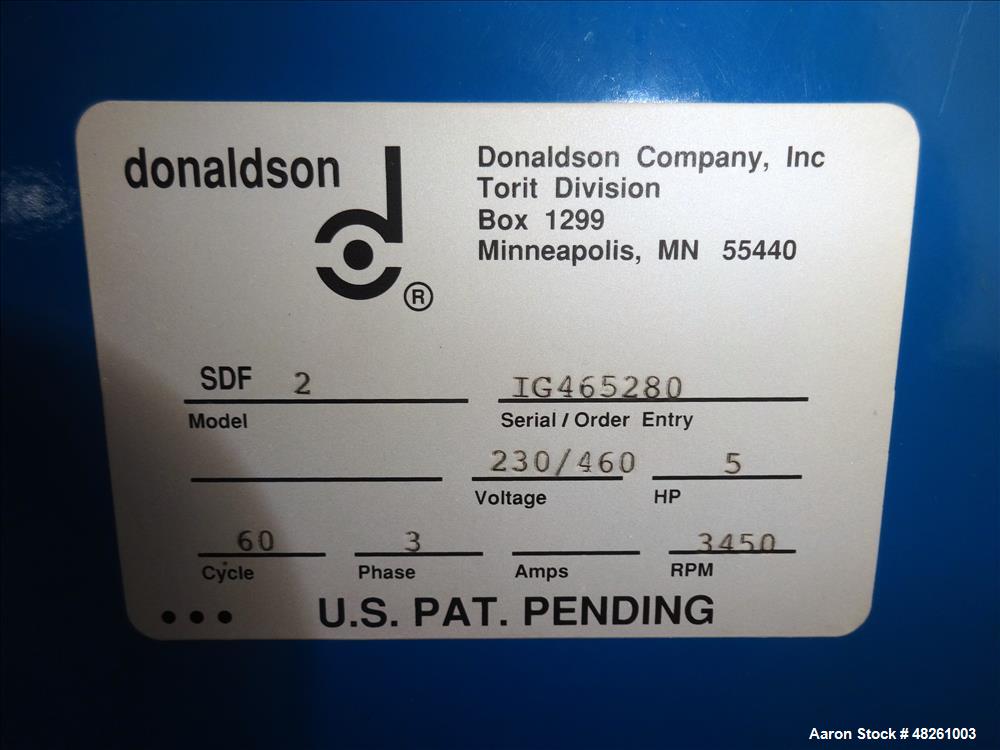 donaldson
d
®
Donaldson Company, Inc
Torit Division
Box 1299
Minneapolis, MN 55440
SDF 2
Model
IG465280
Serial / Order Entry
230/460
Voltage
5
HP
60
Cycle
3
Phase
Amps
3450
RPM
U.S. PAT. PENDING
Aaron Stock # 48261003